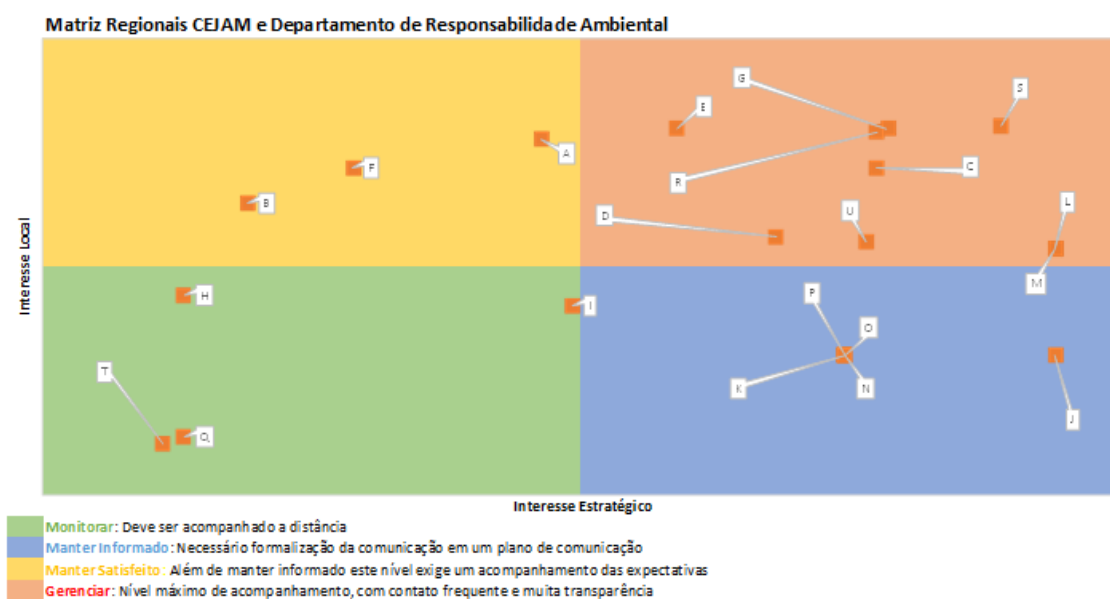 Matriz Regionais CEJAM e Departamento de Responsabilidade Ambiental
G
S
E
A
F
R
C
B
L
D
U
Interesse Local
M
H
P
I
O
T
K
N
J
Q
Interesse Estratégico
Monitorar: Deve ser acompanhado a distância
Manter Informado: Necessário formalização da comunicação em um plano de comunicação
Manter Satisfeito: Além de manter informado este nível exige um acompanhamento das expectativas
Gerenciar: Nível máximo de acompanhamento, com contato frequente e muita transparência